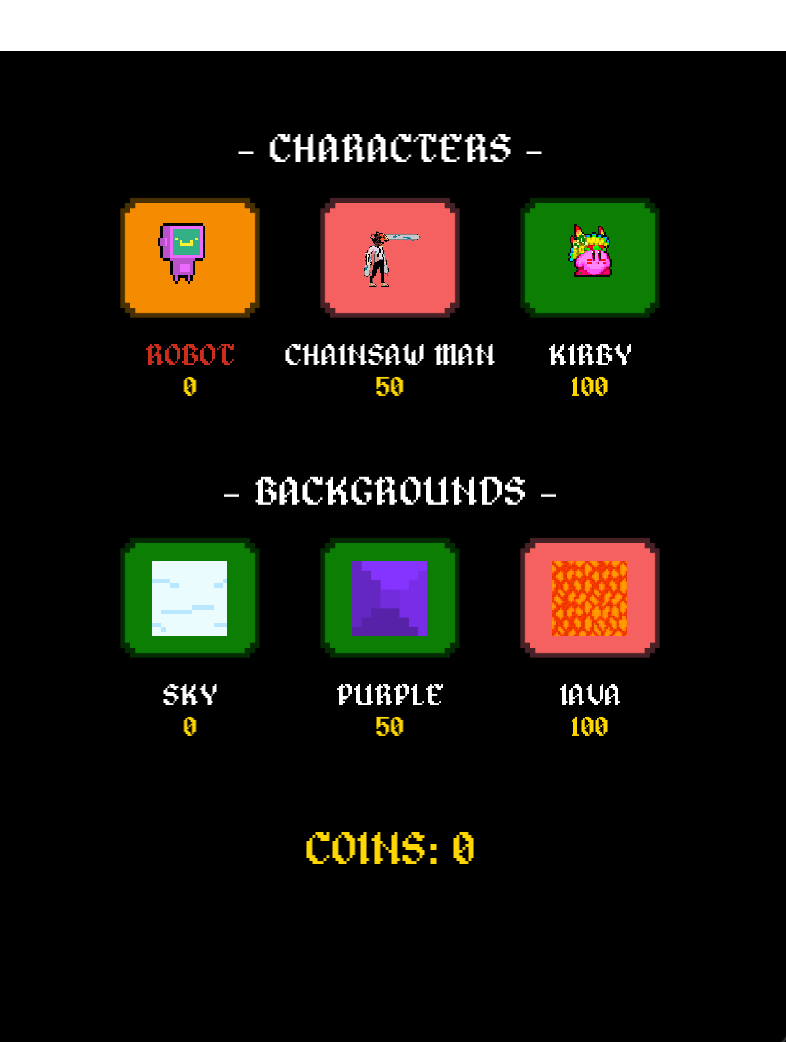 - CHARACTERS -
ROBOT CHAINSAW MAN KIRBY
0 50 100
- BACKGROUNDS -
SKY PURPLE LAVA
0 50 100
COINS: 0